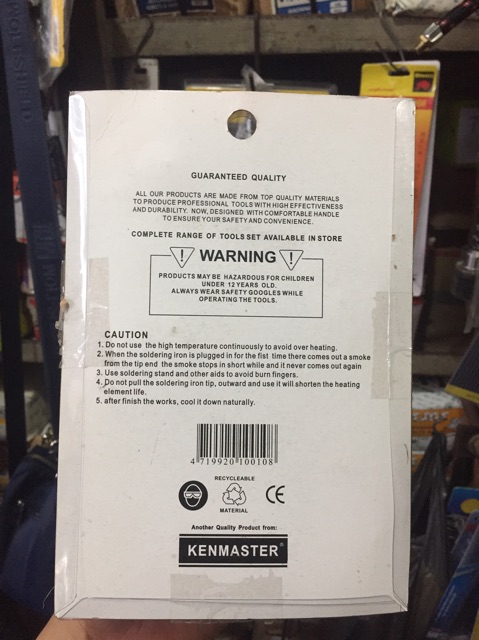 GUARANTEED QUALITY
ALL OUR PRODUCTS ARE MADE FROM TOP QUALITY MATERIALS
TO PRODUCE PROFESSIONAL TOOLS WITH HIGH EFFECTIVENESS
AND DURABILITY. NOW, DESIGNED WITH COMFORTABLE HANDLE
TO ENSURE YOUR SAFETY AND CONVENIENCE.
COMPLETE RANGE OF TOOLS SET AVAILABLE IN STORE
! WARNING !
PRODUCTS MAY BE HAZARDOUS FOR CHILDREN
UNDER 12 YEARS OLD.
ALWAYS WEAR SAFETY GOOGLES WHILE
OPERATING THE TOOLS.
CAUTION
1. Do not use the high temperature continuously to avoid over heating.
2. When the soldering iron is plugged in for the fist time there comes out a smoke
from the tip end the smoke stops in short while and it never comes out again
3. Use soldering stand and other aids to avoid burn fingers.
4. Do not pull the soldering iron tip, outward and use it will shorten the heating
element life.
5. after finish the works, cool it down naturally.
4 719920 100108
RECYCLEABLE
MATERIAL
CE
Another Quality Product from:
KENMASTER®